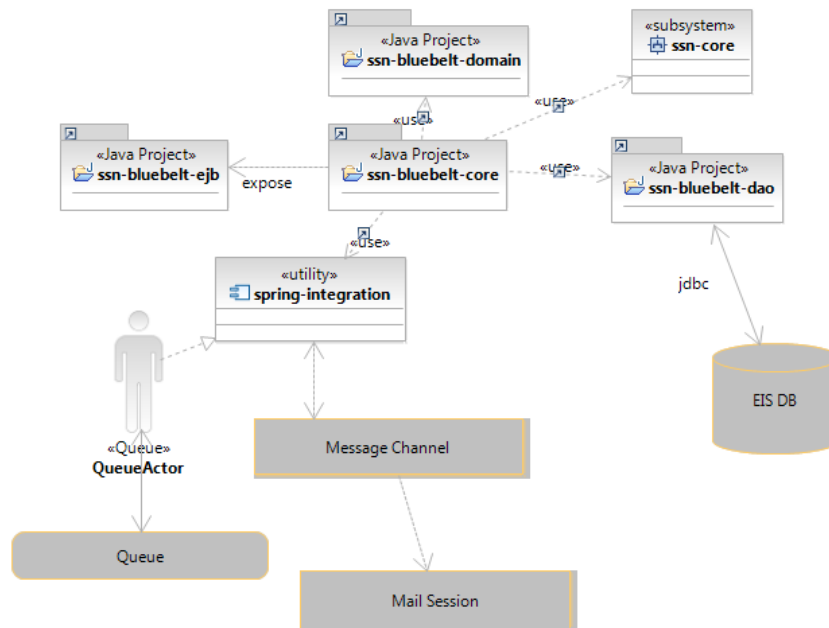 «Java Project»
ssn-bluebelt-domain
«subsystem»
ssn-core
«use»
«use»
«Java Project»
ssn-bluebelt-ejb
expose
«Java Project»
ssn-bluebelt-core
«use»
«Java Project»
ssn-bluebelt-dao
«use»
«utility»
spring-integration
jdbc
EIS DB
«Queue»
QueueActor
Message Channel
Queue
Mail Session